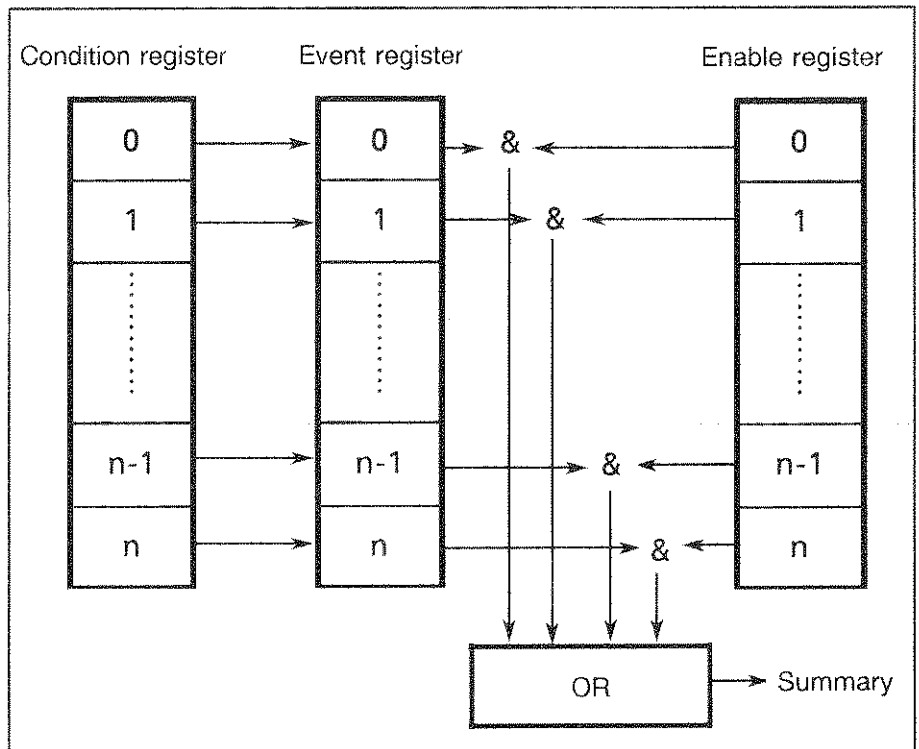 Condition register Event register Enable register
0 0 & 0
1 1 & 1
n-1 n-1 & n-1
n n & n
OR Summary